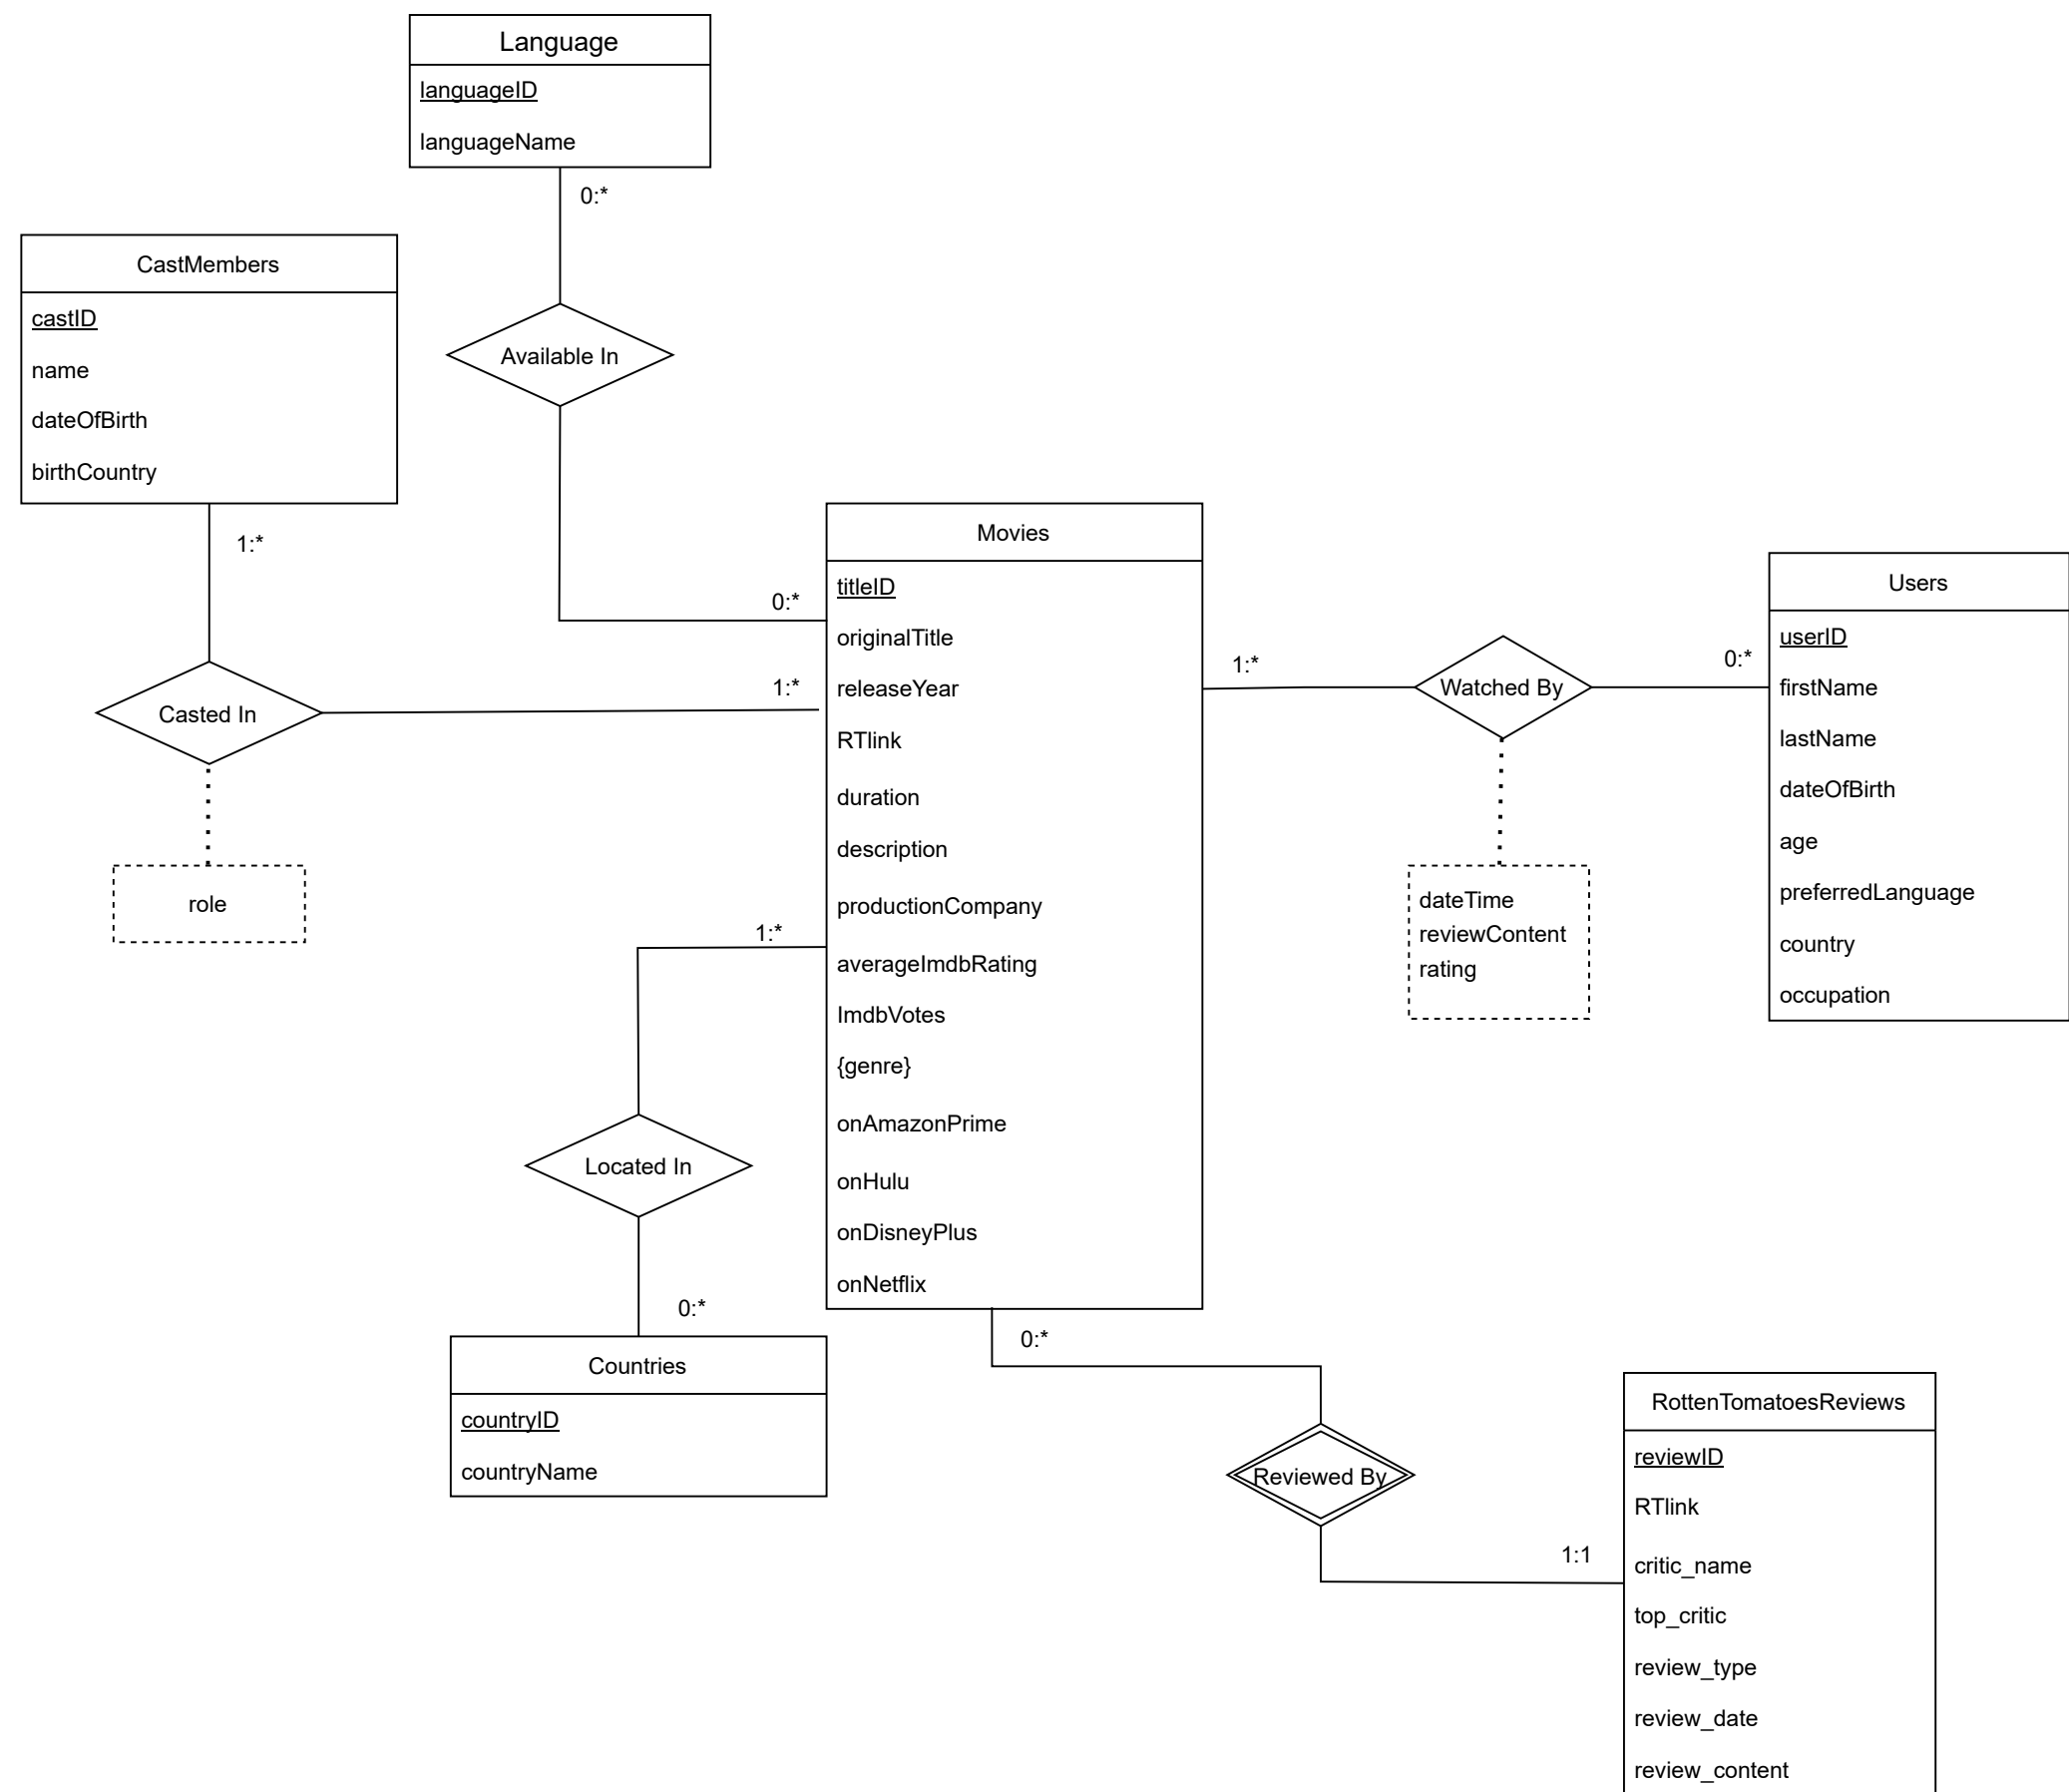 Language
languageID
languageName
0:*
CastMembers
castID
name
dateOfBirth
birthCountry
1:*
Available In
0:*
Casted In
1:*
role
Movies
titleID
originalTitle
releaseYear
RTlink
duration
description
productionCompany
averageImdbRating
ImdbVotes
{genre}
onAmazonPrime
onHulu
onDisneyPlus
onNetflix
1:*
Watched By
0:*
dateTime
reviewContent
rating
Users
userID
firstName
lastName
dateOfBirth
age
preferredLanguage
country
occupation
1:*
Located In
0:*
Countries
countryID
countryName
0:*
Reviewed By
1:1
RottenTomatoesReviews
reviewID
RTlink
critic_name
top_critic
review_type
review_date
review_content